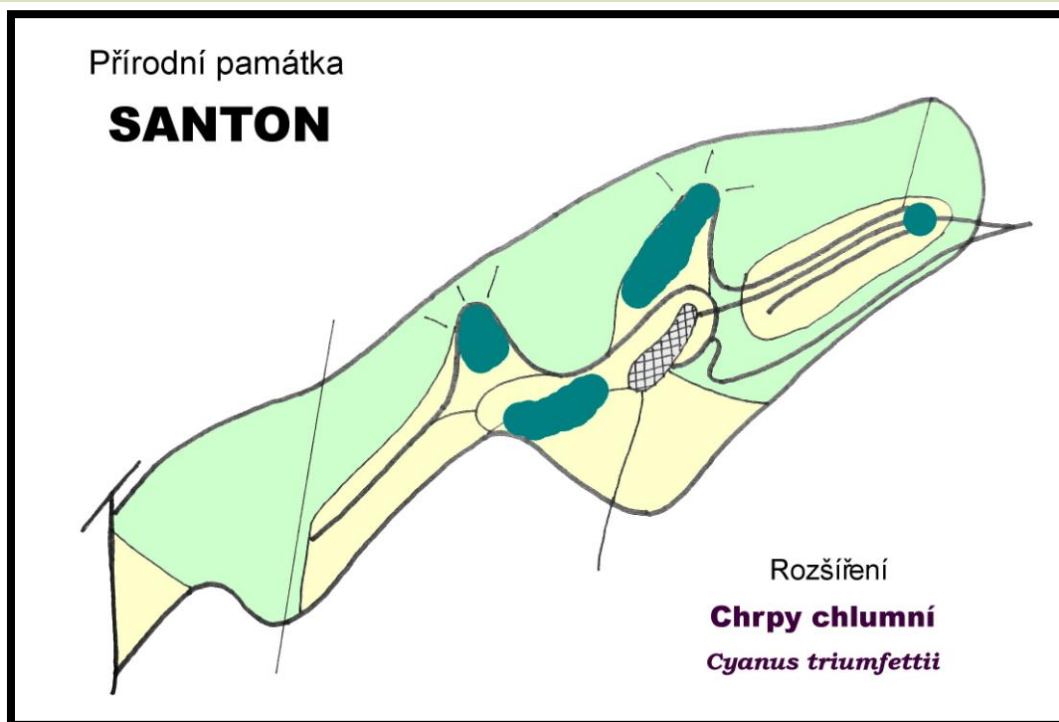 Přírodní památka
SANTON
Rozšíření
Chrpy chlumní
Cyanus triumfettii